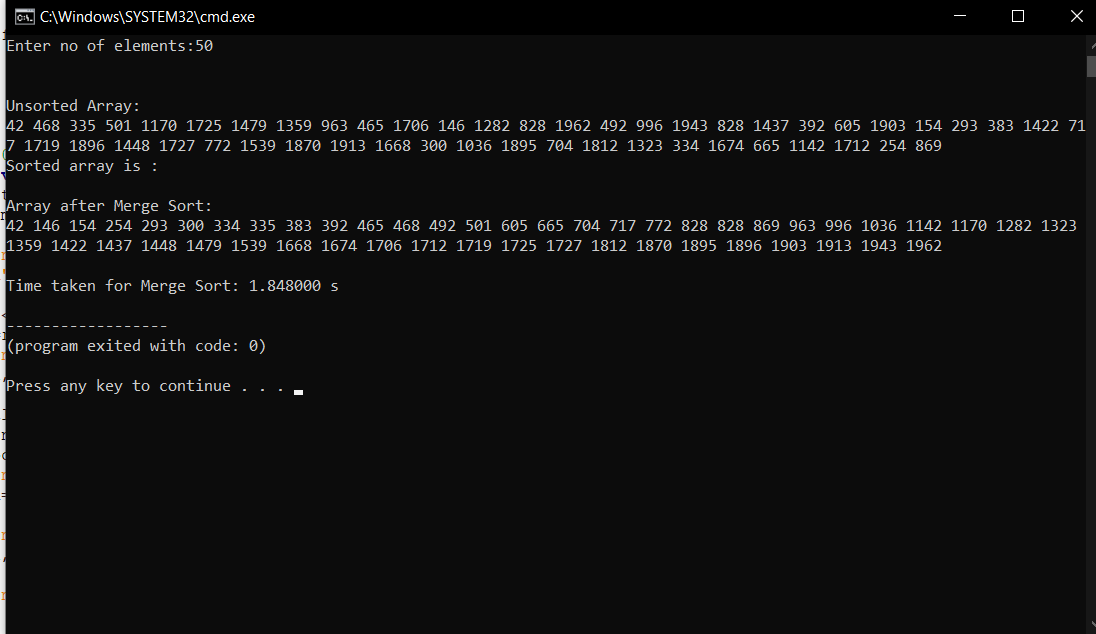 C:\Windows\SYSTEM32\cmd.exe
Enter no of elements:50
Unsorted Array:
42 468 335 501 1170 1725 1479 1359 963 465 1706 146 1282 828 1962 492 996 1943 828 1437 392 605 1903 154 293 383 1422 71
7 1719 1896 1448 1727 772 1539 1870 1913 1668 300 1036 1895 704 1812 1323 334 1674 665 1142 1712 254 869
Sorted array is :
Array after Merge Sort:
42 146 154 254 293 300 334 335 383 392 465 468 492 501 605 665 704 717 772 828 828 869 963 996 1036 1142 1170 1282 1323
1359 1422 1437 1448 1479 1539 1668 1674 1706 1712 1719 1725 1727 1812 1870 1895 1896 1903 1913 1943 1962
Time taken for Merge Sort: 1.848000 s
------------------
(program exited with code: 0)
Press any key to continue . . .